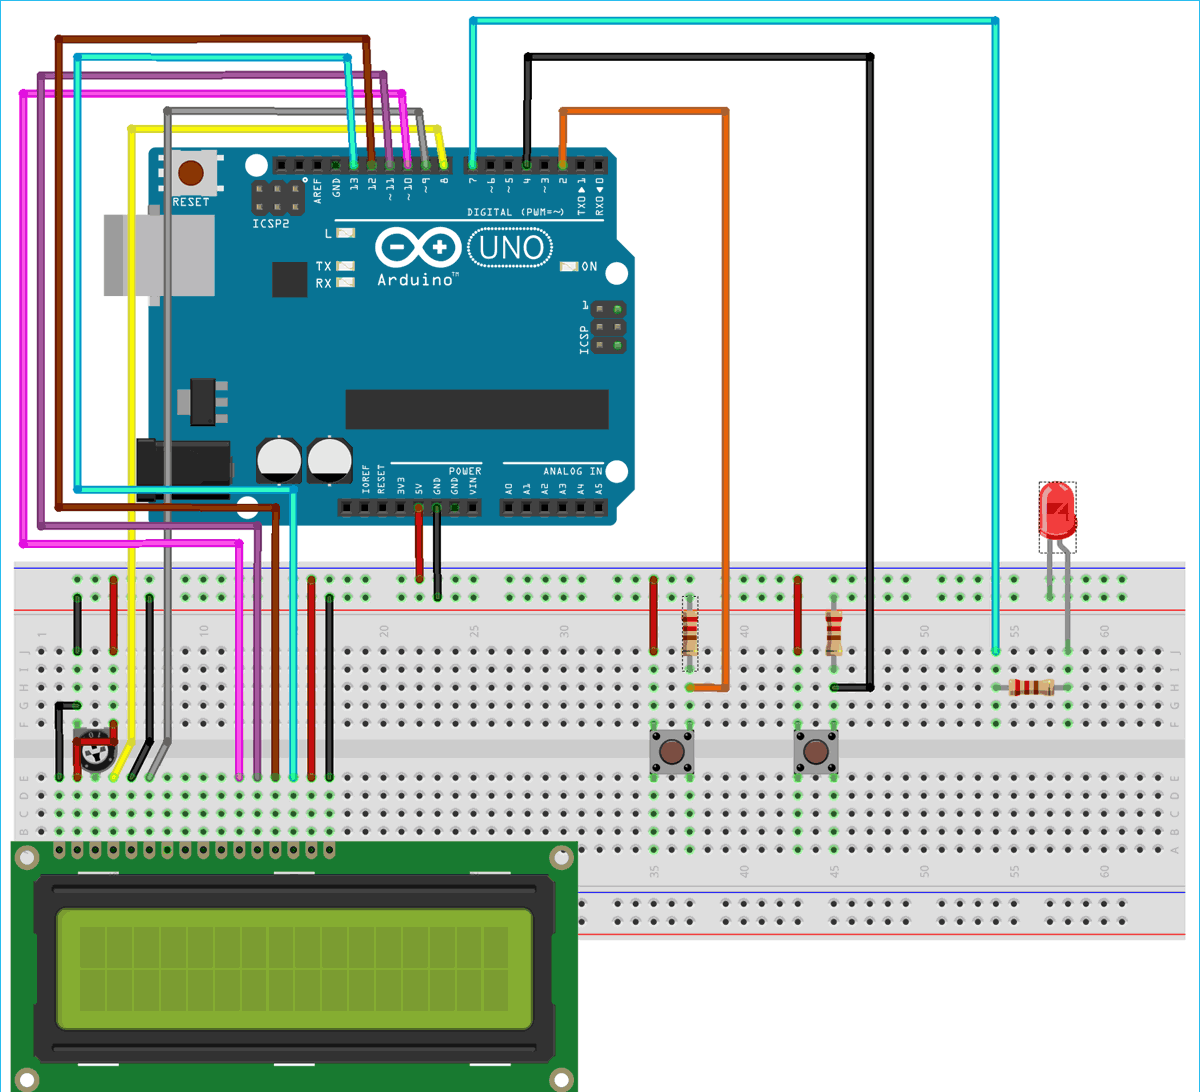 RESET
ICSP2
AREF
GND
13
12
~11
~10
~9
8
7
~6
~5
4
~3
2
TXD▶1
RXD◀0
DIGITAL (PWM=~)
L
TX
RX
Arduino™
UNO
ON
1
ICSP
IOREF
RESET
3V3
5V
GND
GND
VIN
POWER
ANALOG IN
A0
A1
A2
A3
A4
A5
1
10
20
25
30
40
50
55
60
J
I
H
G
F
J
I
H
G
F
E
D
C
B
E
D
C
B
A
35
40
45
50
55
60